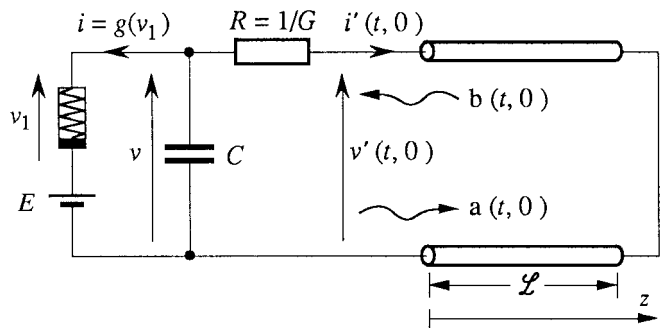 i = g(v₁)
R = 1/G
i'(t, 0)
b(t, 0)
v₁
v
C
v'(t, 0)
E
a(t, 0)
ℒ
z